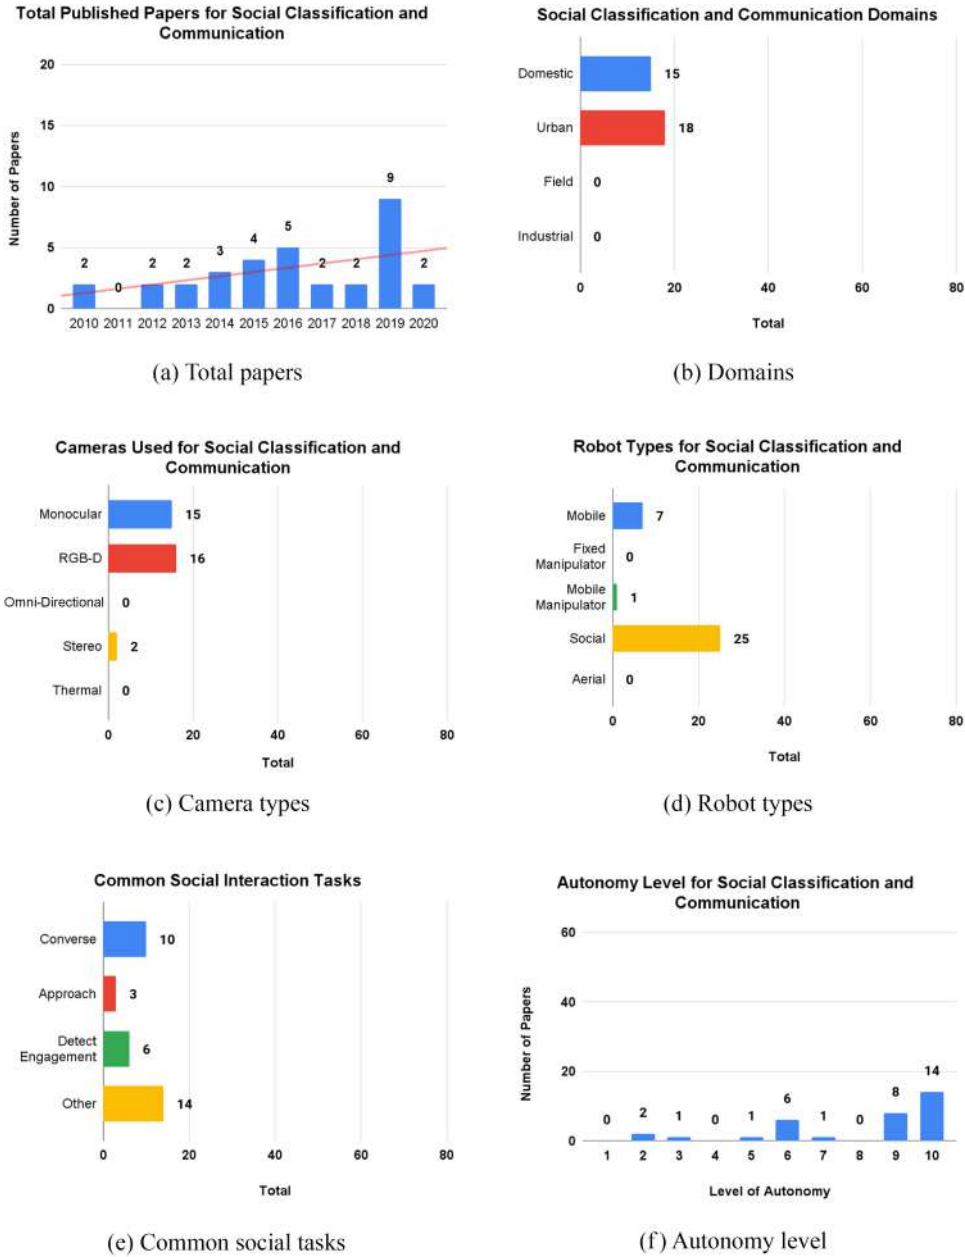 Total Published Papers for Social Classification and
Communication
Number of Papers
20
15
10
5
0
2
0
2
2
3
4
5
2
2
9
2
2010 2011 2012 2013 2014 2015 2016 2017 2018 2019 2020
(a) Total papers
Social Classification and Communication Domains
Domestic 15
Urban 18
Field 0
Industrial 0
0 20 40 60 80
Total
(b) Domains
Cameras Used for Social Classification and
Communication
Monocular 15
RGB-D 16
Omni-Directional 0
Stereo 2
Thermal 0
0 20 40 60 80
Total
(c) Camera types
Robot Types for Social Classification and
Communication
Mobile 7
Fixed
Manipulator 0
Mobile
Manipulator 1
Social 25
Aerial 0
0 20 40 60 80
Total
(d) Robot types
Common Social Interaction Tasks
Converse 10
Approach 3
Detect
Engagement 6
Other 14
0 20 40 60 80
Total
(e) Common social tasks
Autonomy Level for Social Classification and
Communication
Number of Papers
60
40
20
0
0 2 1 0 1 6 1 0 8 14
1 2 3 4 5 6 7 8 9 10
Level of Autonomy
(f) Autonomy level